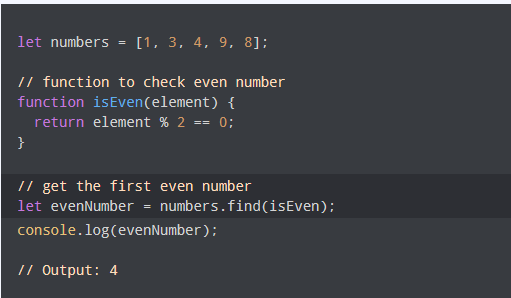 let numbers = [1, 3, 4, 9, 8];
// function to check even number
function isEven(element) {
  return element % 2 == 0;
}
// get the first even number
let evenNumber = numbers.find(isEven);
console.log(evenNumber);
// Output: 4